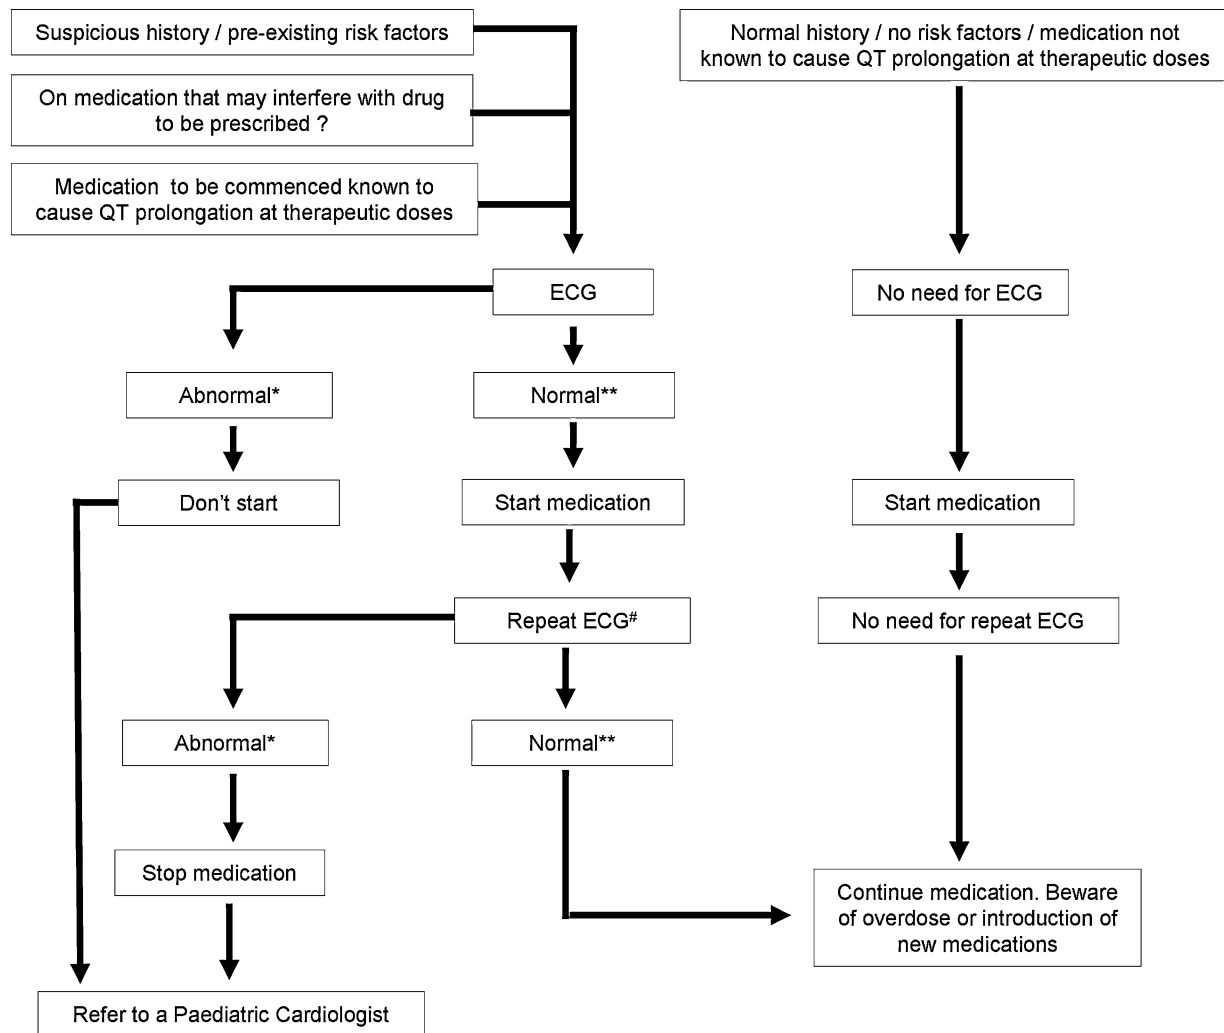 Suspicious history / pre-existing risk factors
Normal history / no risk factors / medication not
known to cause QT prolongation at therapeutic doses
On medication that may interfere with drug
to be prescribed ?
Medication to be commenced known to
cause QT prolongation at therapeutic doses
ECG
No need for ECG
Abnormal*
Normal**
Don't start
Start medication
Start medication
Repeat ECG#
No need for repeat ECG
Abnormal*
Normal**
Stop medication
Continue medication. Beware
of overdose or introduction of
new medications
Refer to a Paediatric Cardiologist